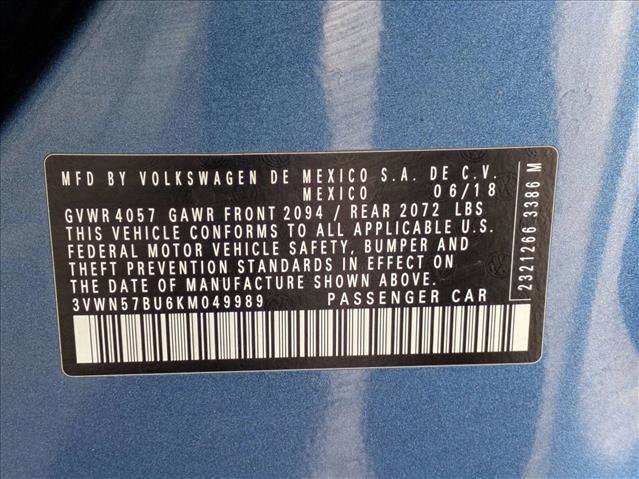 MFD BY VOLKSWAGEN DE MEXICO S.A. DE C.V.
MEXICO 06/18
GVWR 4057 GAWR FRONT 2094 / REAR 2072 LBS
THIS VEHICLE CONFORMS TO ALL APPLICABLE U.S.
FEDERAL MOTOR VEHICLE SAFETY, BUMPER AND
THEFT PREVENTION STANDARDS IN EFFECT ON
THE DATE OF MANUFACTURE SHOWN ABOVE.
3VWN57BU6KM049989 PASSENGER CAR
2321266 3386 M